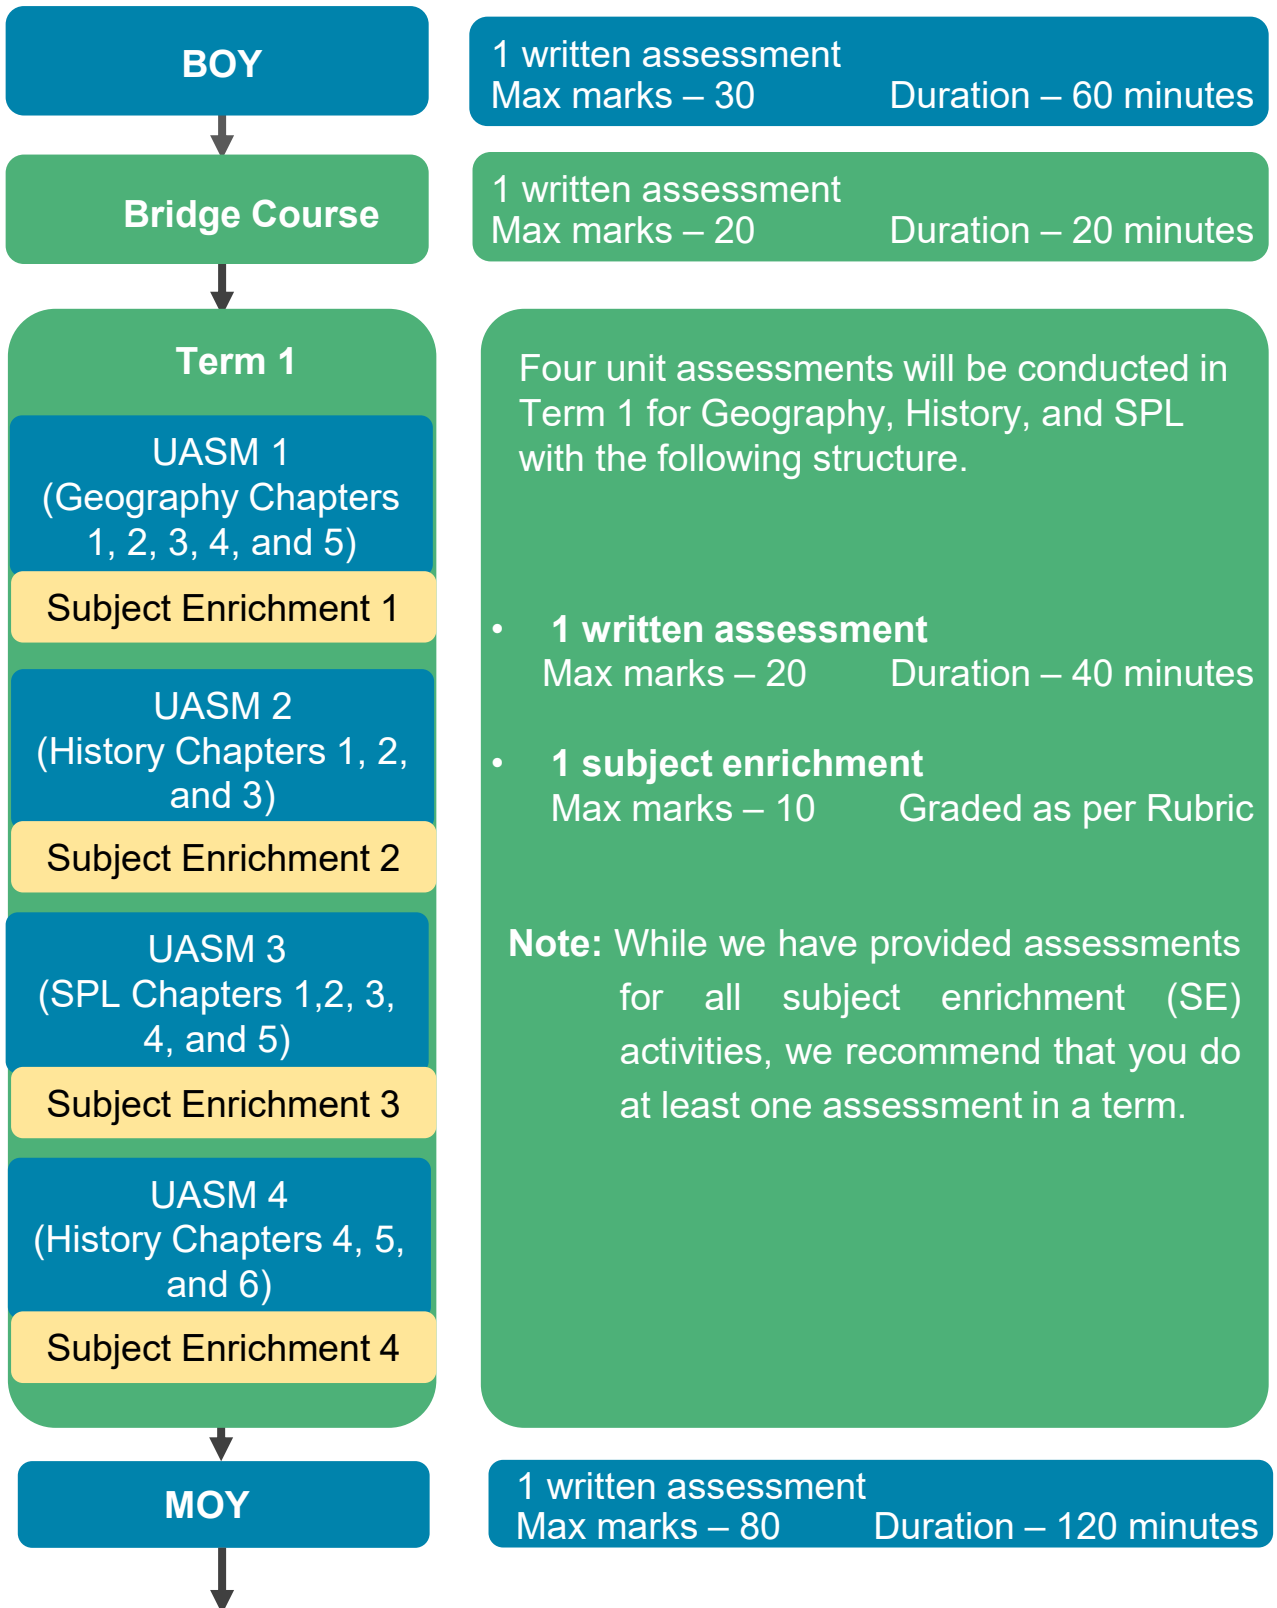 BOY
1 written assessment
Max marks – 30 Duration – 60 minutes
Bridge Course
1 written assessment
Max marks – 20 Duration – 20 minutes
Term 1
UASM 1
(Geography Chapters
1, 2, 3, 4, and 5)
Subject Enrichment 1
UASM 2
(History Chapters 1, 2,
and 3)
Subject Enrichment 2
UASM 3
(SPL Chapters 1,2, 3,
4, and 5)
Subject Enrichment 3
UASM 4
(History Chapters 4, 5,
and 6)
Subject Enrichment 4
Four unit assessments will be conducted in
Term 1 for Geography, History, and SPL
with the following structure.
• 1 written assessment
Max marks – 20 Duration – 40 minutes
• 1 subject enrichment
Max marks – 10 Graded as per Rubric
Note: While we have provided assessments
for all subject enrichment (SE)
activities, we recommend that you do
at least one assessment in a term.
MOY
1 written assessment
Max marks – 80 Duration – 120 minutes